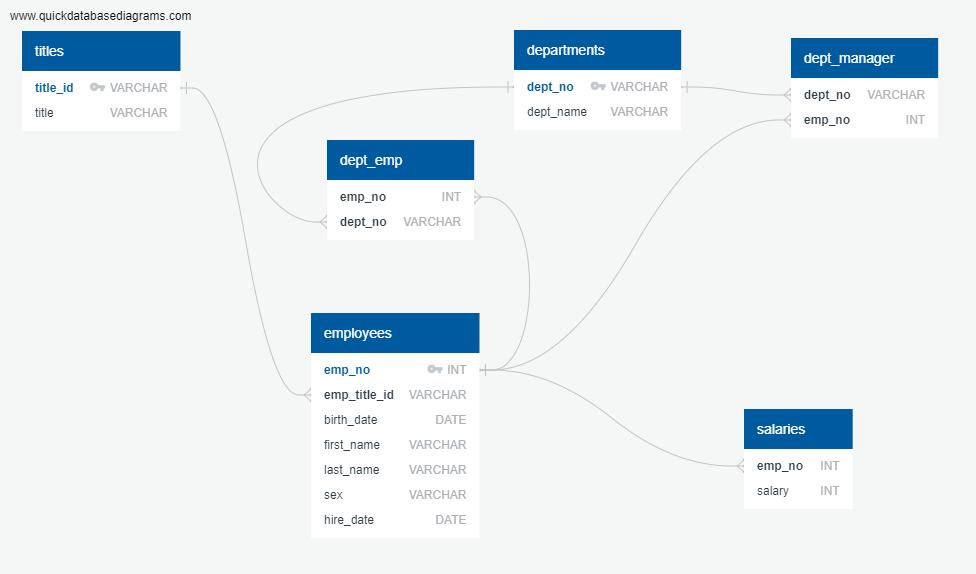 www.quickdatabasediagrams.com
titles
title_id VARCHAR
title VARCHAR
departments
dept_no VARCHAR
dept_name VARCHAR
dept_manager
dept_no VARCHAR
emp_no INT
dept_emp
emp_no INT
dept_no VARCHAR
employees
emp_no INT
emp_title_id VARCHAR
birth_date DATE
first_name VARCHAR
last_name VARCHAR
sex VARCHAR
hire_date DATE
salaries
emp_no INT
salary INT